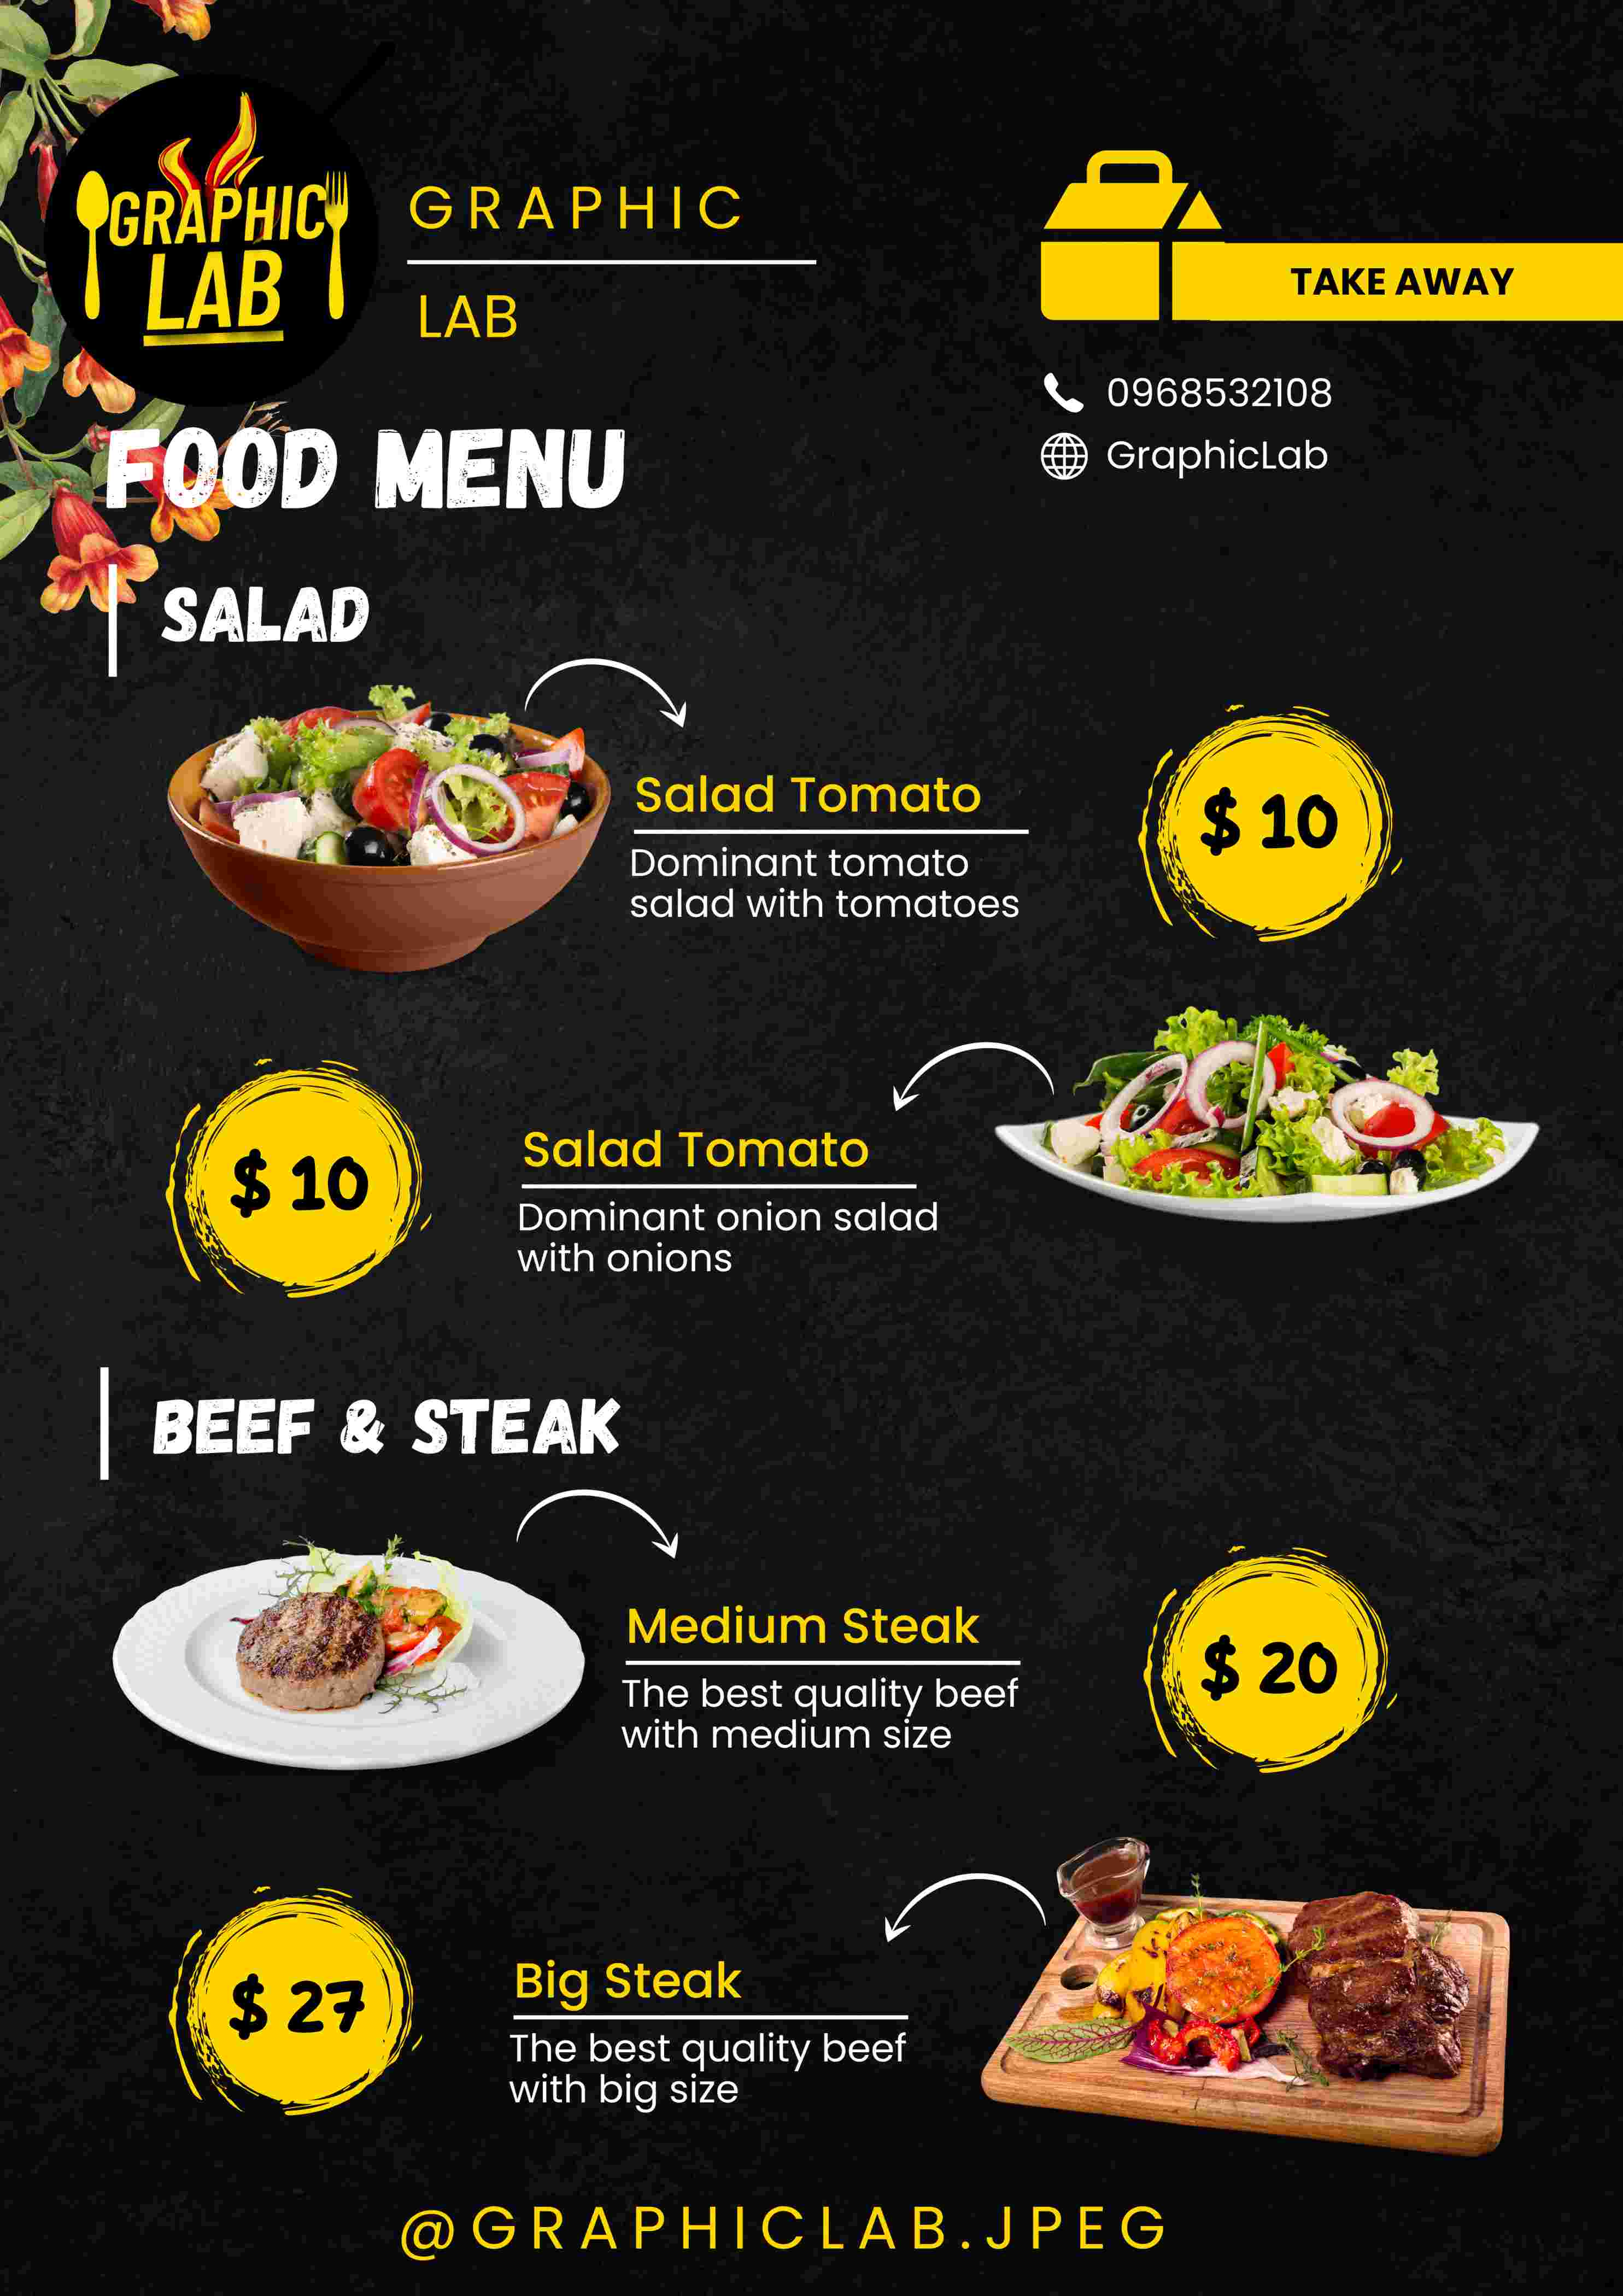 GRAPHIC
LAB
GRAPHIC
LAB
TAKE AWAY
0968532108
GraphicLab
FOOD MENU
SALAD
Salad Tomato
Dominant tomato
salad with tomatoes
$ 10
$ 10
Salad Tomato
Dominant onion salad
with onions
BEEF & STEAK
Medium Steak
The best quality beef
with medium size
$ 20
$ 27
Big Steak
The best quality beef
with big size
@GRAPHICLAB.JPEG